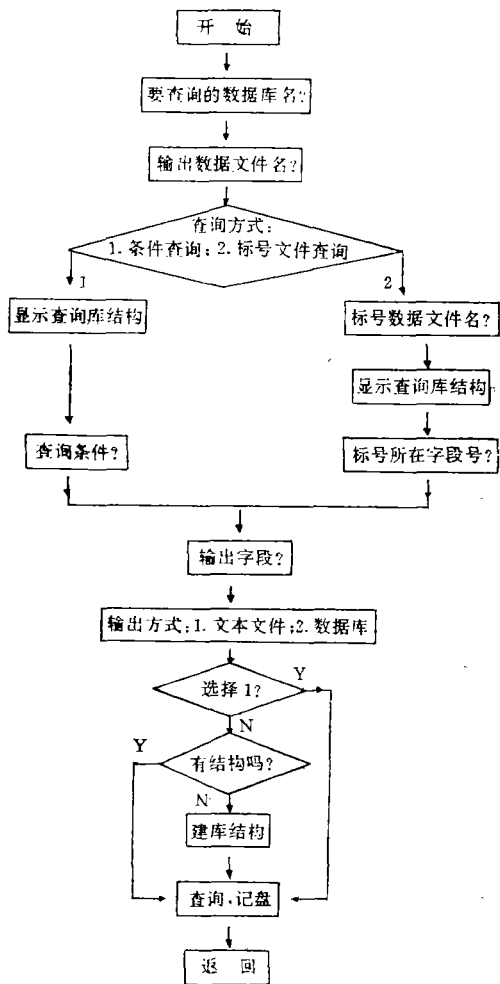 开 始
要查询的数据库名?
输出数据文件名?
查询方式:
1. 条件查询; 2. 标号文件查询
1
2
显示查询库结构
标号数据文件名?
显示查询库结构
查询条件?
标号所在字段号?
输出字段?
输出方式:1. 文本文件;2. 数据库
选择 1?
Y
N
Y
有结构吗?
N
建库结构
查询、记盘
返 回